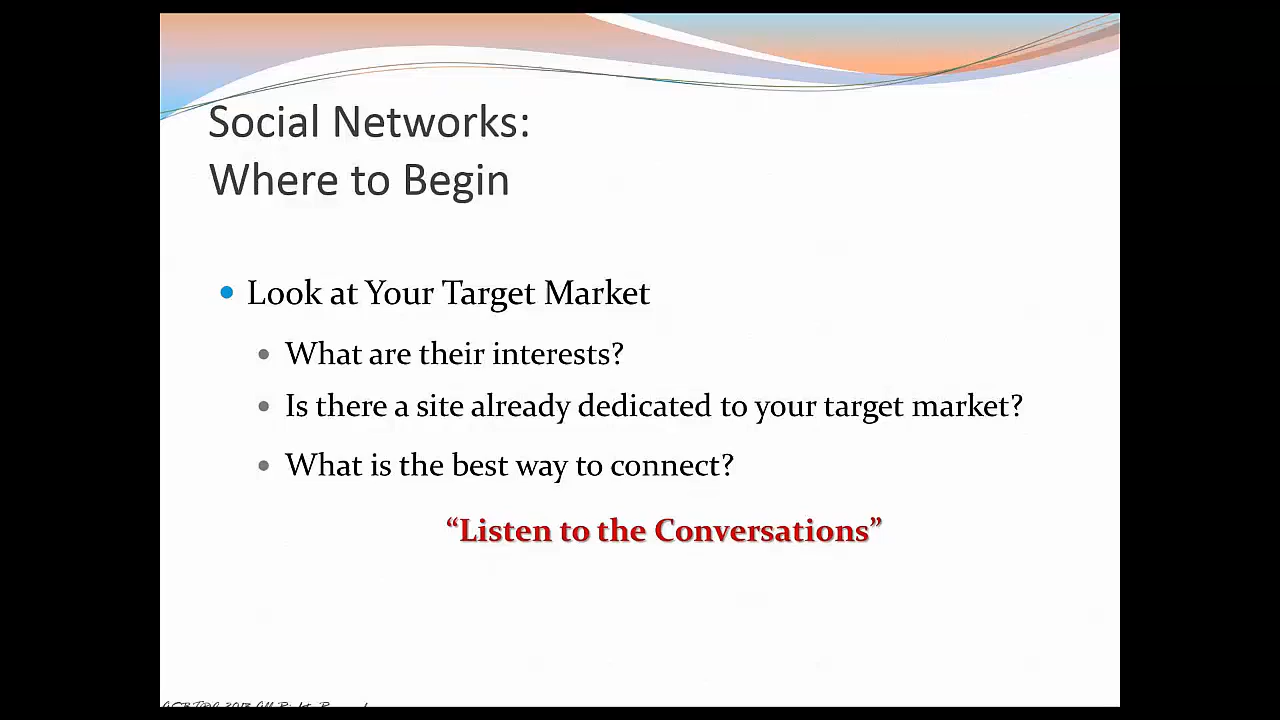 Social Networks:
Where to Begin
Look at Your Target Market
What are their interests?
Is there a site already dedicated to your target market?
What is the best way to connect?
“Listen to the Conversations”